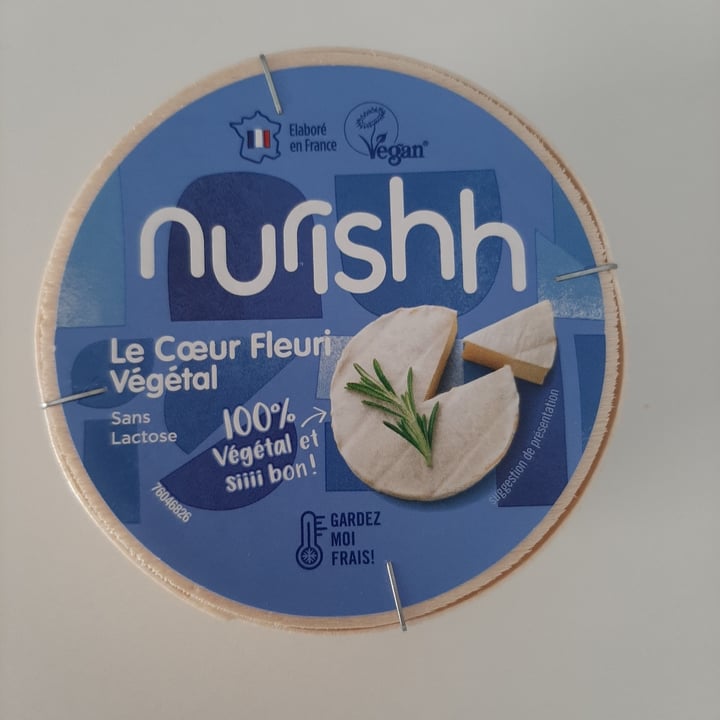 Elaboré
en France
Vegan®
nurishh
Le Cœur Fleuri
Végétal
Sans
Lactose
100%
Végétal et
siiii bon!
suggestion de présentation
76046826
GARDEZ
MOI
FRAIS!